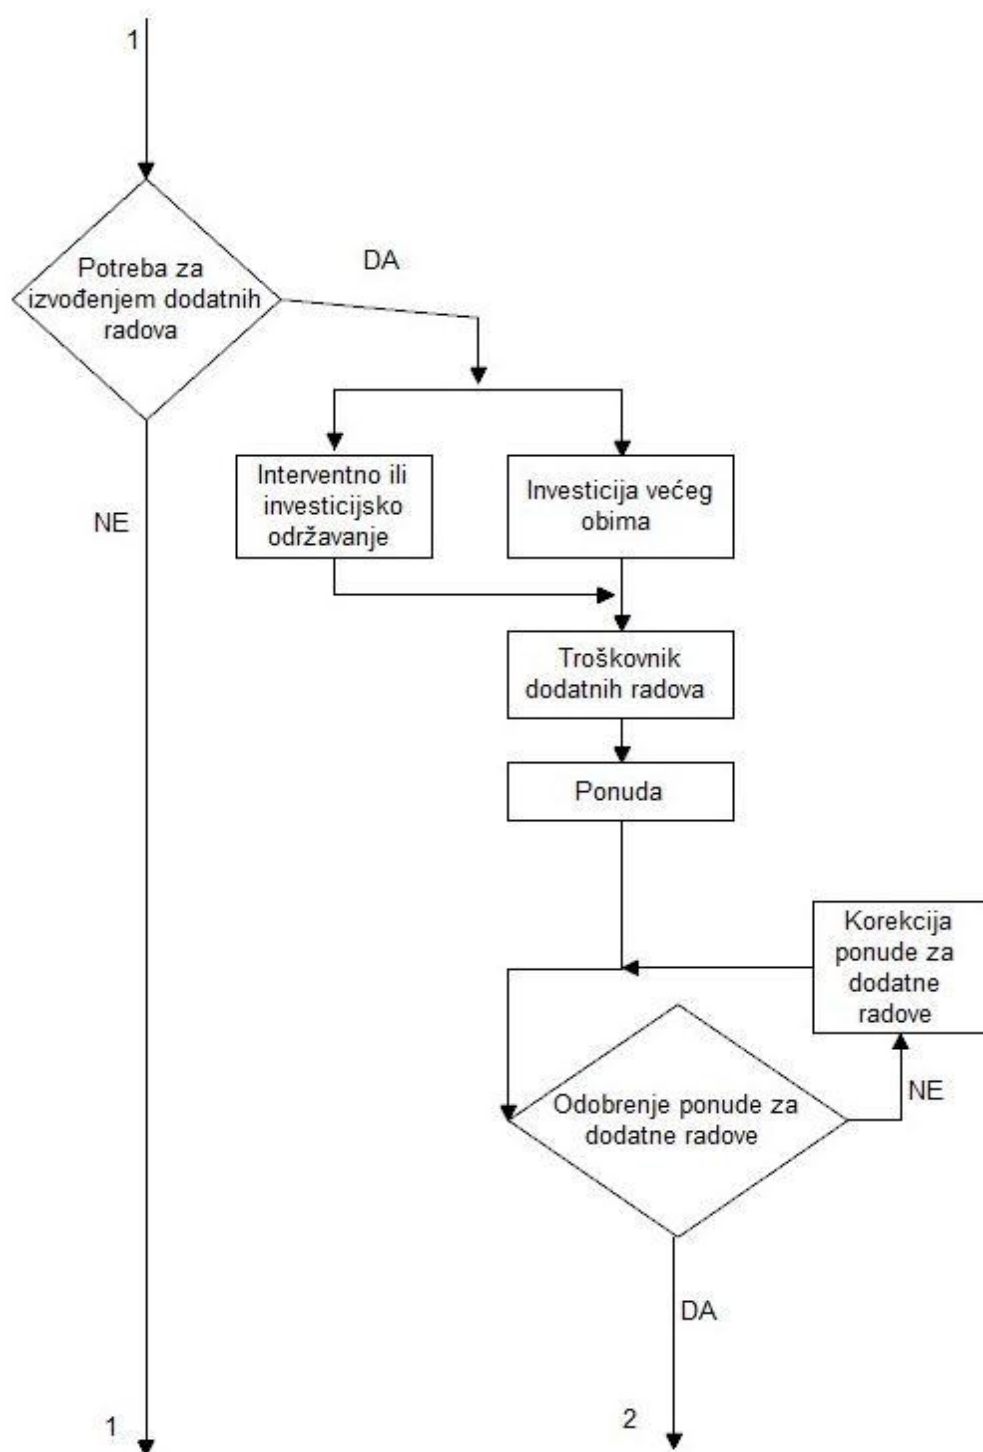 1
Potreba za
izvođenjem dodatnih
radova
DA
NE
Interventno ili
investicijsko
održavanje
Investicija većeg
obima
Troškovnik
dodatnih radova
Ponuda
Korekcija
ponude za
dodatne
radove
NE
Odobrenje ponude za
dodatne radove
DA
1
2